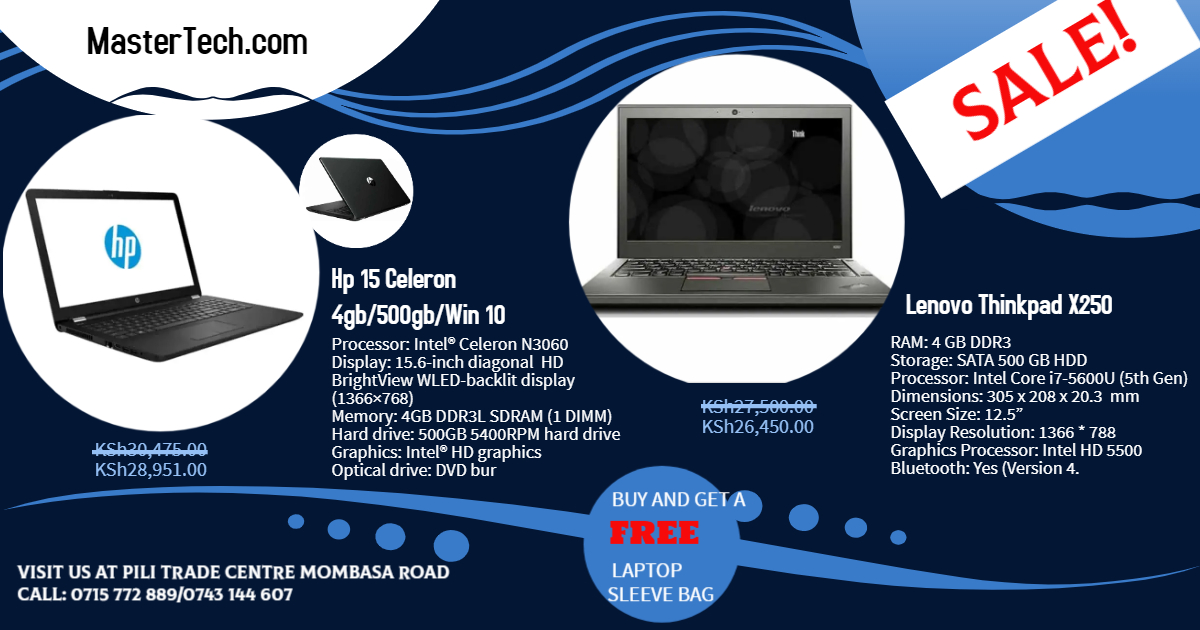 MasterTech.com
SALE!
hp
Think
lenovo
Hp 15 Celeron
4gb/500gb/Win 10
Processor: Intel® Celeron N3060
Display: 15.6-inch diagonal HD
BrightView WLED-backlit display
(1366×768)
Memory: 4GB DDR3L SDRAM (1 DIMM)
Hard drive: 500GB 5400RPM hard drive
Graphics: Intel® HD graphics
Optical drive: DVD bur
KSh30,475.00
KSh28,951.00
Lenovo Thinkpad X250
RAM: 4 GB DDR3
Storage: SATA 500 GB HDD
Processor: Intel Core i7-5600U (5th Gen)
Dimensions: 305 x 208 x 20.3 mm
Screen Size: 12.5”
Display Resolution: 1366 * 788
Graphics Processor: Intel HD 5500
Bluetooth: Yes (Version 4.
KSh27,500.00
KSh26,450.00
BUY AND GET A
FREE
LAPTOP
SLEEVE BAG
VISIT US AT PILI TRADE CENTRE MOMBASA ROAD
CALL: 0715 772 889/0743 144 607